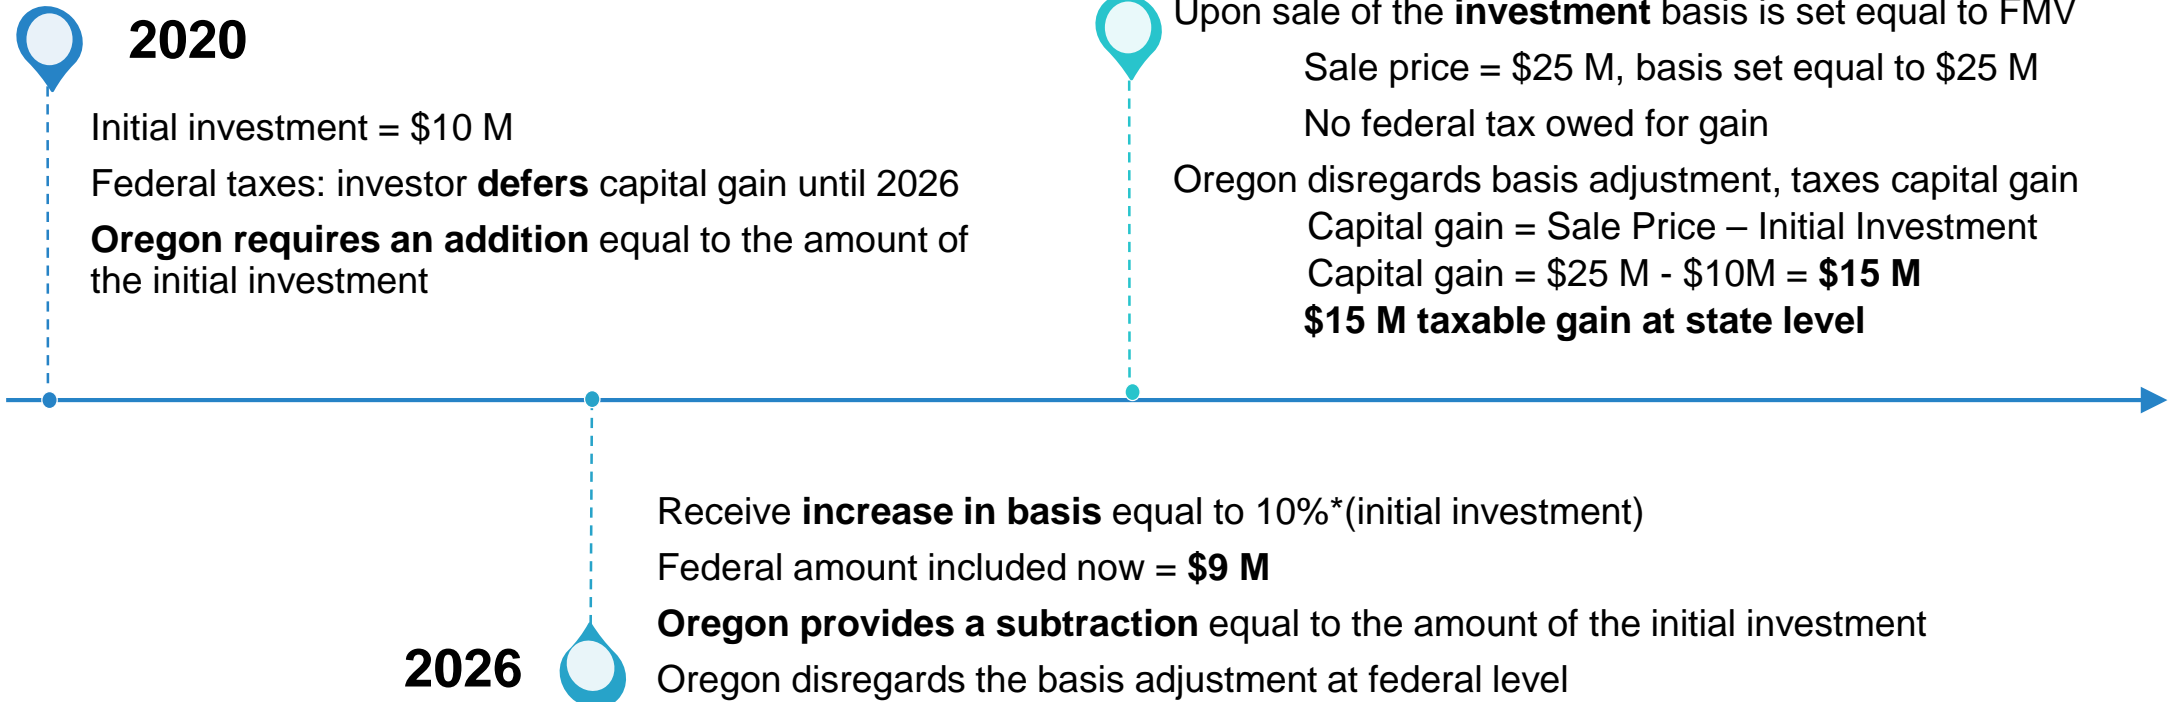 2020
Initial investment = $10 M
Federal taxes: investor defers capital gain until 2026
Oregon requires an addition equal to the amount of
the initial investment
Upon sale of the investment basis is set equal to FMV
Sale price = $25 M, basis set equal to $25 M
No federal tax owed for gain
Oregon disregards basis adjustment, taxes capital gain
Capital gain = Sale Price – Initial Investment
Capital gain = $25 M - $10M = $15 M
$15 M taxable gain at state level
Receive increase in basis equal to 10%*(initial investment)
Federal amount included now = $9 M
Oregon provides a subtraction equal to the amount of the initial investment
2026
Oregon disregards the basis adjustment at federal level